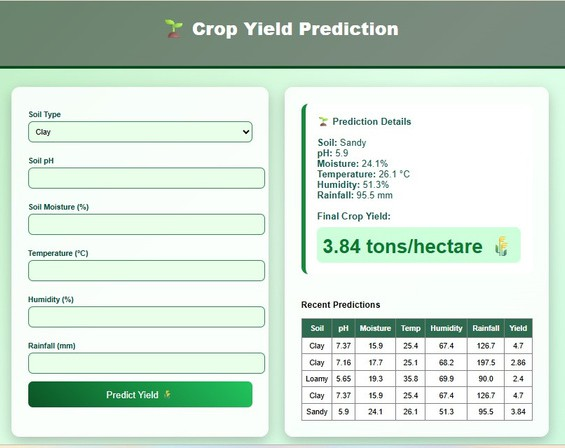 Crop Yield Prediction
Soil Type
Clay
Soil pH
Soil Moisture (%)
Temperature (°C)
Humidity (%)
Rainfall (mm)
Predict Yield
Prediction Details
Soil: Sandy
pH: 5.9
Moisture: 24.1%
Temperature: 26.1 °C
Humidity: 51.3%
Rainfall: 95.5 mm
Final Crop Yield:
3.84 tons/hectare
Recent Predictions
Soil pH Moisture Temp Humidity Rainfall Yield
Clay 7.37 15.9 25.4 67.4 126.7 4.7
Clay 7.16 17.7 25.1 68.2 197.5 2.86
Loamy 5.65 19.3 35.8 69.9 90.0 2.4
Clay 7.37 15.9 25.4 67.4 126.7 4.7
Sandy 5.9 24.1 26.1 51.3 95.5 3.84